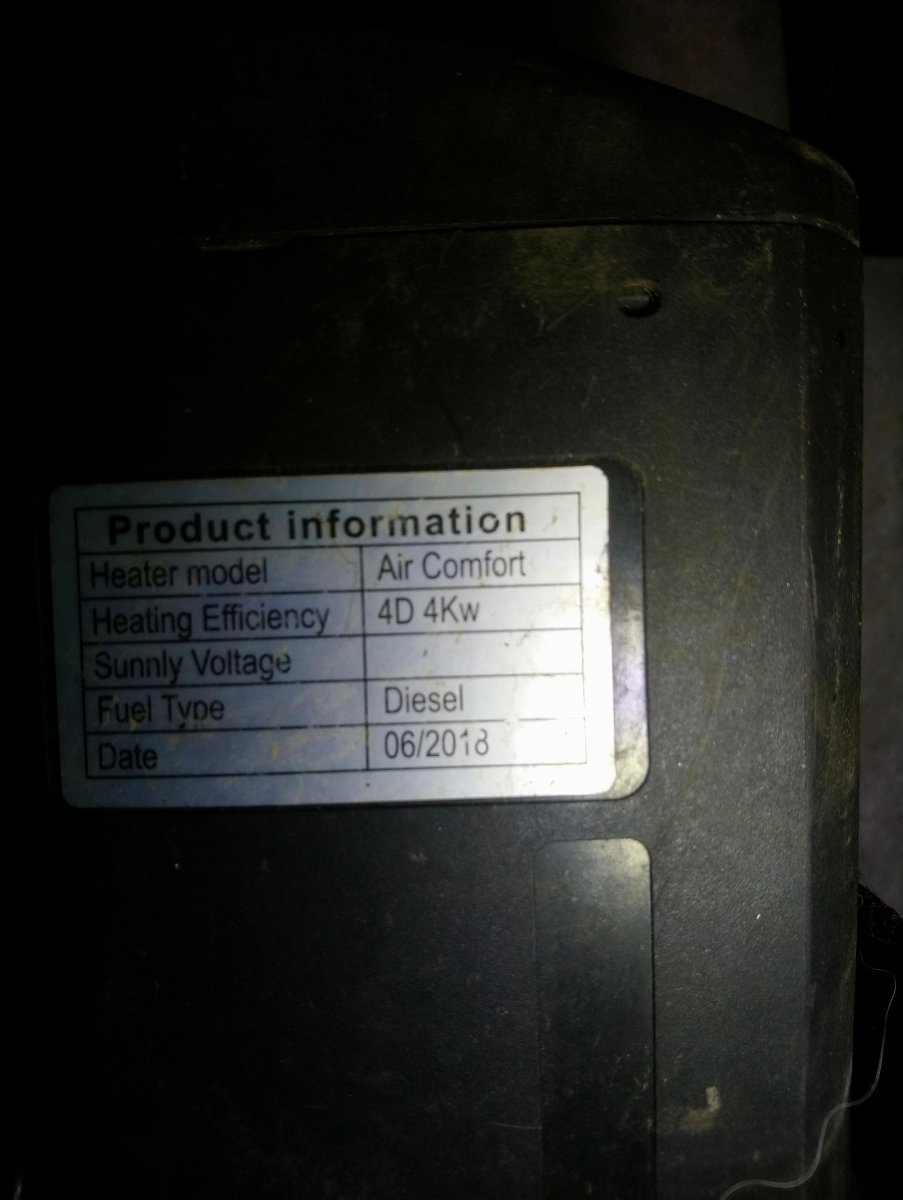 Product information
Heater model Air Comfort
Heating Efficiency 4D 4Kw
Sunnly Voltage
Fuel Type Diesel
Date 06/2018